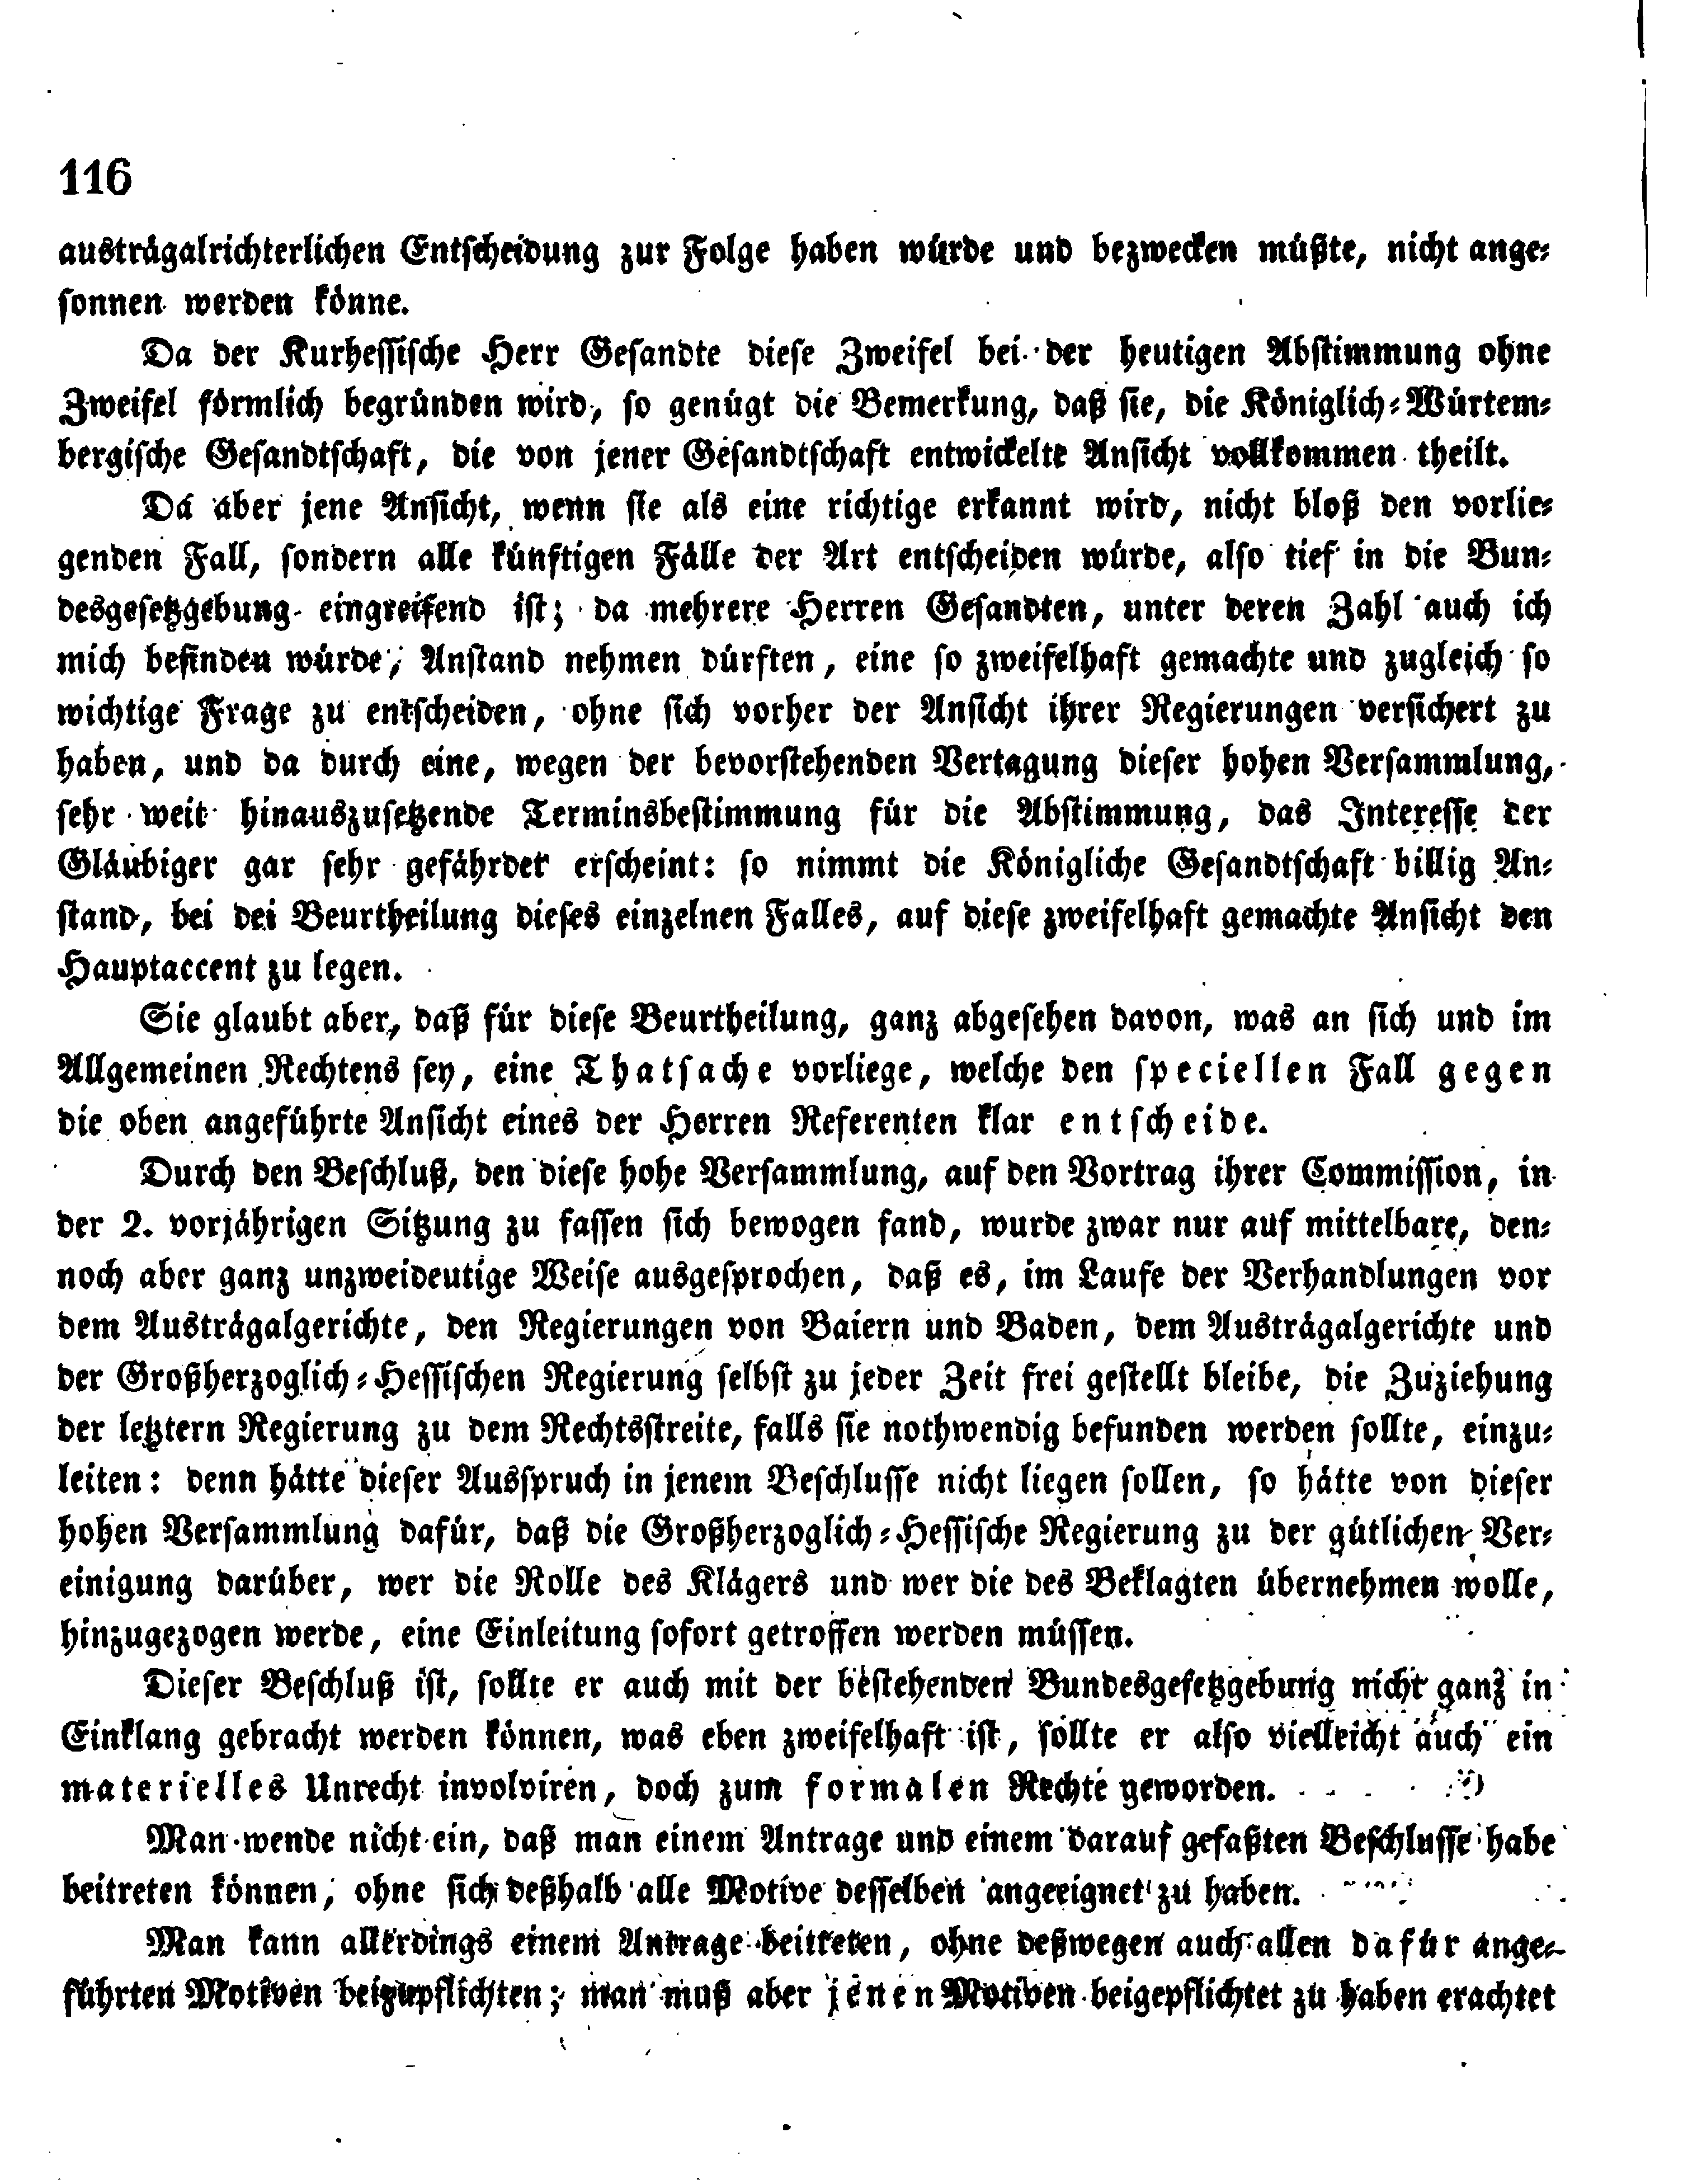 116
austrägalrichterlichen Entscheidung zur Folge haben würde und bezwecken müßte, nicht ange-
sonnen werden könne.
Da der Kurhessische Herr Gesandte diese Zweifel bei der heutigen Abstimmung ohne
Zweifel förmlich begründen wird, so genügt die Bemerkung, daß sie, die Königlich-Würtem-
bergische Gesandtschaft, die von jener Gesandtschaft entwickelte Ansicht vollkommen theilt.
Da aber jene Ansicht, wenn sie als eine richtige erkannt wird, nicht bloß den vorlie-
genden Fall, sondern alle künftigen Fälle der Art entscheiden würde, also tief in die Bun-
desgesetzgebung eingreifend ist; da mehrere Herren Gesandten, unter deren Zahl auch ich
mich befinden würde, Anstand nehmen dürften, eine so zweifelhaft gemachte und zugleich so
wichtige Frage zu entscheiden, ohne sich vorher der Ansicht ihrer Regierungen versichert zu
haben, und da durch eine, wegen der bevorstehenden Vertagung dieser hohen Versammlung,
sehr weit hinauszusetzende Terminsbestimmung für die Abstimmung, das Interesse der
Gläubiger gar sehr gefährdet erscheint: so nimmt die Königliche Gesandtschaft billig An-
stand, bei dei Beurtheilung dieses einzelnen Falles, auf diese zweifelhaft gemachte Ansicht den
Hauptaccent zu legen.
Sie glaubt aber, daß für diese Beurtheilung, ganz abgesehen davon, was an sich und im
Allgemeinen Rechtens sey, eine Thatsache vorliege, welche den speciellen Fall gegen
die oben angeführte Ansicht eines der Herren Referenten klar entscheide.
Durch den Beschluß, den diese hohe Versammlung, auf den Vortrag ihrer Commission, in
der 2. vorjährigen Sitzung zu fassen sich bewogen fand, wurde zwar nur auf mittelbare, den-
noch aber ganz unzweideutige Weise ausgesprochen, daß es, im Laufe der Verhandlungen vor
dem Austrägalgerichte, den Regierungen von Baiern und Baden, dem Austrägalgerichte und
der Großherzoglich-Hessischen Regierung selbst zu jeder Zeit frei gestellt bleibe, die Zuziehung
der letztern Regierung zu dem Rechtsstreite, falls sie nothwendig befunden werden sollte, einzu-
leiten: denn hätte dieser Ausspruch in jenem Beschlusse nicht liegen sollen, so hätte von dieser
hohen Versammlung dafür, daß die Großherzoglich-Hessische Regierung zu der gütlichen Ver-
einigung darüber, wer die Rolle des Klägers und wer die des Beklagten übernehmen wolle,
hinzugezogen werde, eine Einleitung sofort getroffen werden müssen.
Dieser Beschluß ist, sollte er auch mit der bestehenden Bundesgesetzgebung nicht ganz in
Einklang gebracht werden können, was eben zweifelhaft ist, sollte er also vielleicht auch ein
materielles Unrecht involviren, doch zum formalen Rechte geworden.
Man wende nicht ein, daß man einem Antrage und einem darauf gefaßten Beschlusse habe
beitreten können, ohne sich deßhalb alle Motive desselben angeeignet zu haben.
Man kann allerdings einem Antrage beitreten, ohne deßwegen auch allen dafür ange-
führten Motiven beizupflichten; man muß aber jenen Motiven beigepflichtet zu haben erachtet